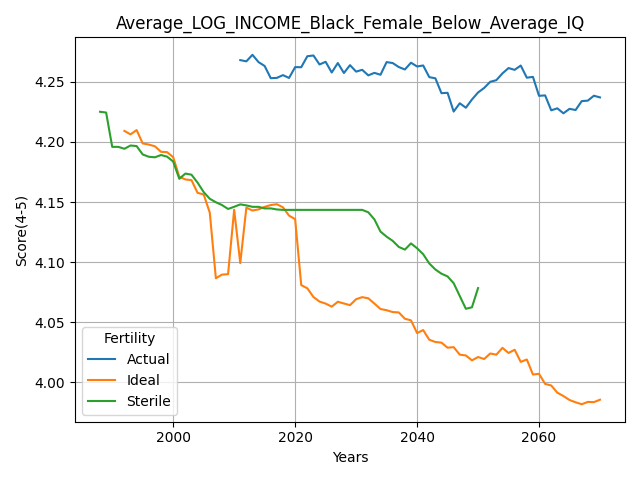 Average_LOG_INCOME_Black_Female_Below_Average_IQ
Score(4-5)
4.25
4.20
4.15
4.10
4.05
4.00
Fertility
Actual
Ideal
Sterile
2000 2020 2040 2060
Years